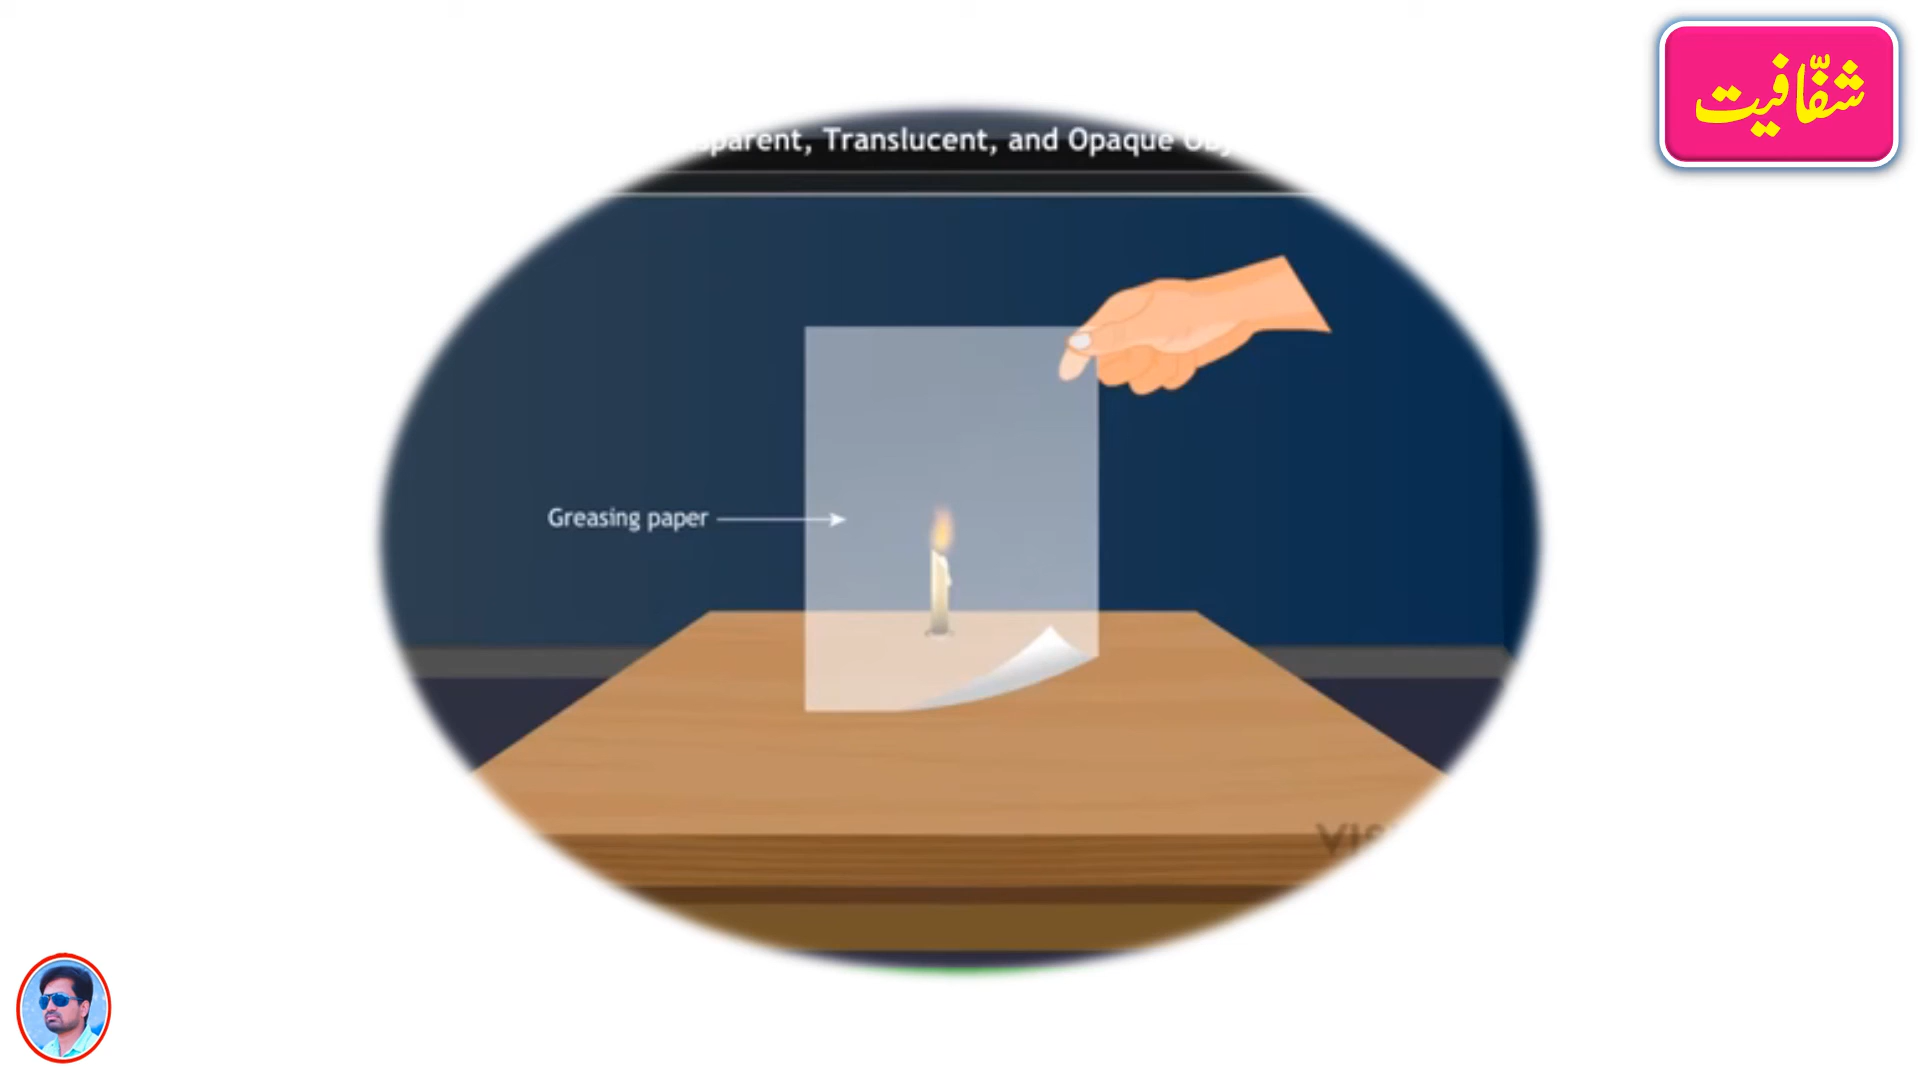 شفّافیت
Translucent, and Opaque
Greasing paper